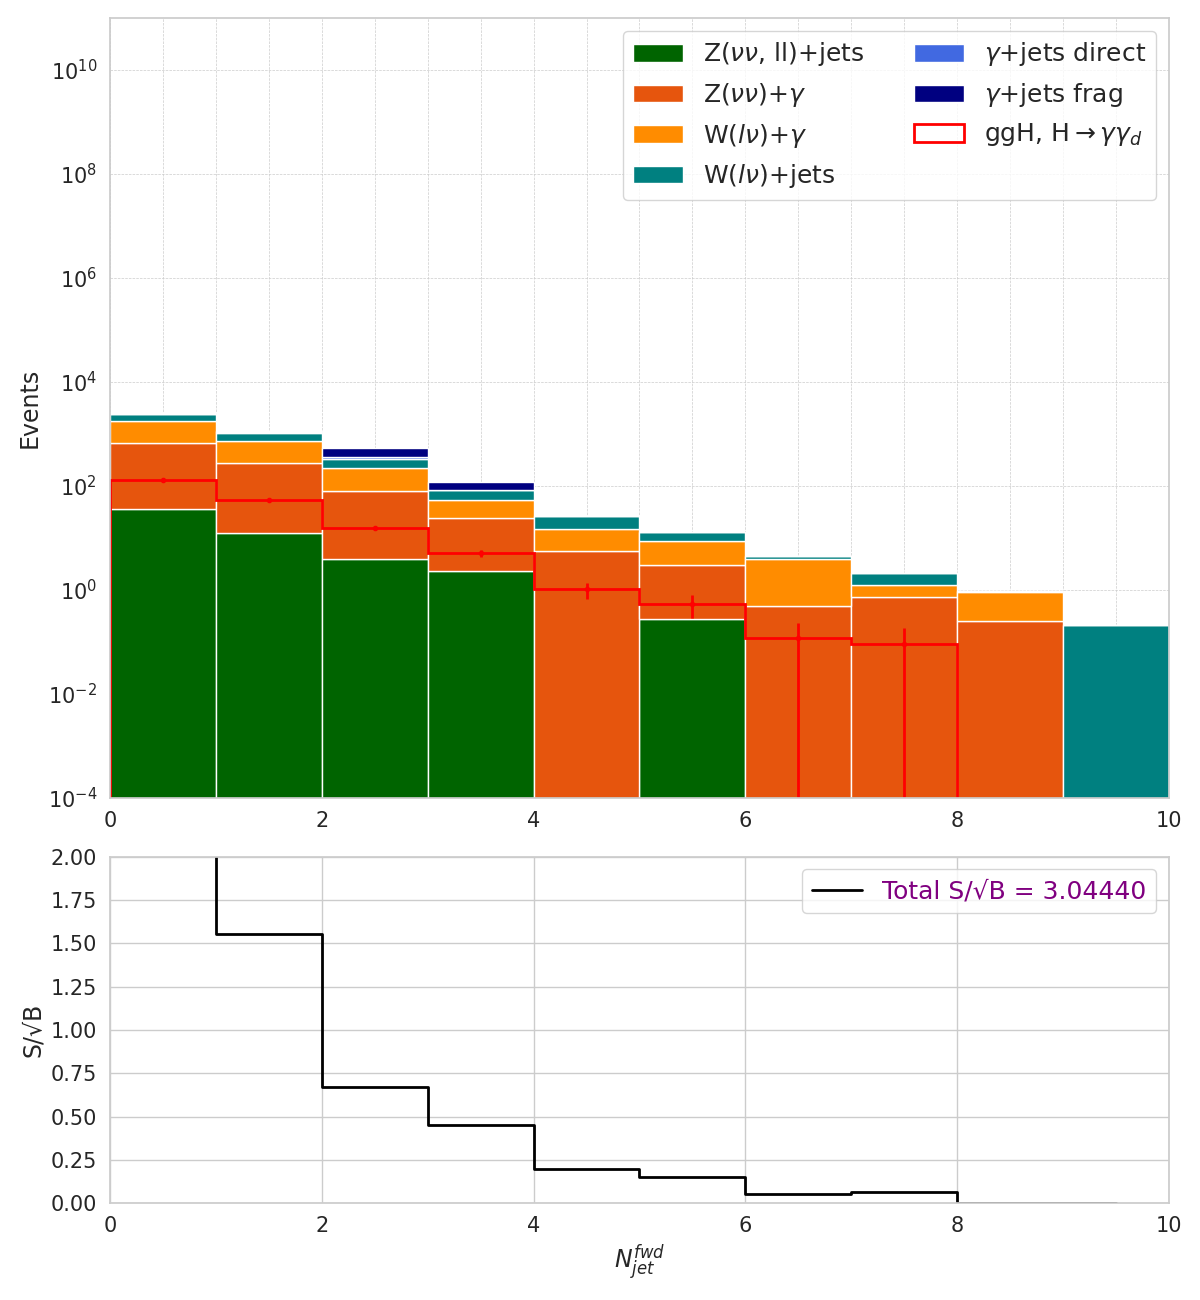 Z(νν, ll)+jets
Z(νν)+γ
W(lν)+γ
W(lν)+jets
γ+jets direct
γ+jets frag
ggH, H→γγ_d
Events
10^10
10^8
10^6
10^4
10^2
10^0
10^−2
10^−4
0 2 4 6 8 10
Total S/√B = 3.04440
S/√B
2.00
1.75
1.50
1.25
1.00
0.75
0.50
0.25
0.00
0 2 4 6 8 10
N_jet^fwd